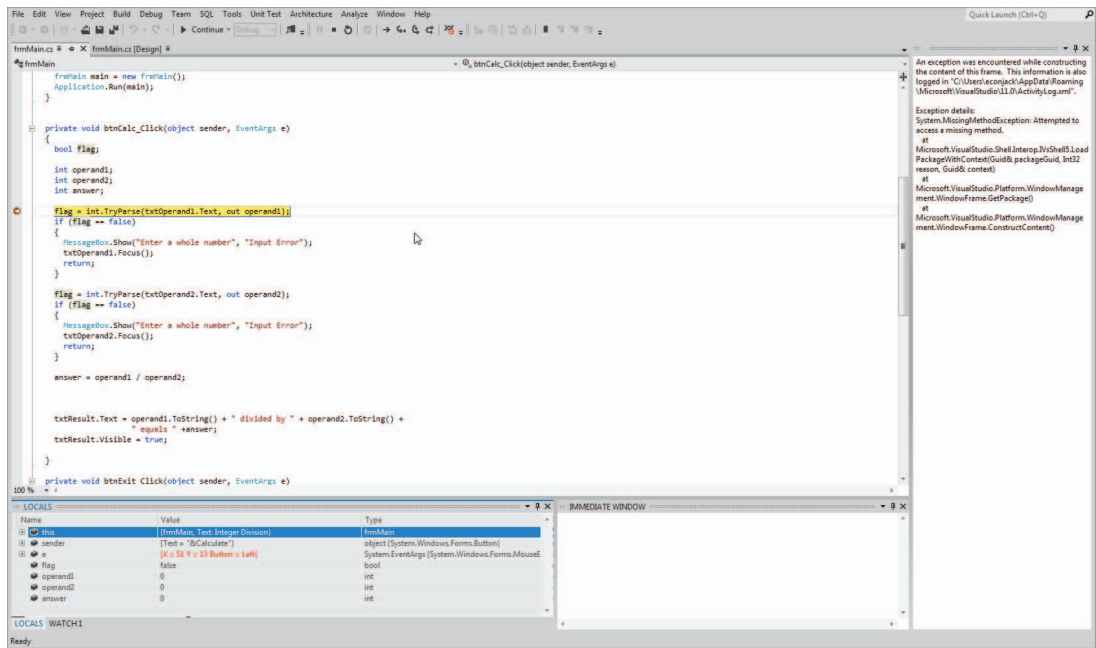 File Edit View Project Build Debug Team SQL Tools Unit Test Architecture Analyze Window Help
Quick Launch (Ctrl+Q)
Continue Debug
frmMain.cs frmMain.cs [Design]
frmMain
btnCalc_Click(object sender, EventArgs e)
frmMain main = new frmMain();
Application.Run(main);
}
private void btnCalc_Click(object sender, EventArgs e)
{
bool flag;
int operand1;
int operand2;
int answer;
flag = int.TryParse(txtOperand1.Text, out operand1);
if (flag == false)
{
MessageBox.Show("Enter a whole number", "Input Error");
txtOperand1.Focus();
return;
}
flag = int.TryParse(txtOperand2.Text, out operand2);
if (flag == false)
{
MessageBox.Show("Enter a whole number", "Input Error");
txtOperand2.Focus();
return;
}
answer = operand1 / operand2;
txtResult.Text = operand1.ToString() + " divided by " + operand2.ToString() +
" equals " +answer;
txtResult.Visible = true;
}
private void btnExit_Click(object sender, EventArgs e)
100 %
An exception was encountered while constructing
the content of this frame. This information is also
logged in "C:\Users\econjack\AppData\Roaming
\Microsoft\VisualStudio\11.0\ActivityLog.xml".
Exception details:
System.MissingMethodException: Attempted to
access a missing method.
at
Microsoft.VisualStudio.Shell.Interop.IVsShell5.Load
PackageWithContext(Guid& packageGuid, Int32
reason, Guid& context)
at
Microsoft.VisualStudio.Platform.WindowManage
ment.WindowFrame.GetPackage()
at
Microsoft.VisualStudio.Platform.WindowManage
ment.WindowFrame.ConstructContent()
LOCALS
Name Value Type
this {frmMain, Text: Integer Division} frmMain
sender {Text = "&Calculate"} object {System.Windows.Forms.Button}
e {X = 51 Y = 13 Button = Left} System.EventArgs {System.Windows.Forms.MouseE
flag false bool
operand1 0 int
operand2 0 int
answer 0 int
LOCALS WATCH 1
IMMEDIATE WINDOW
Ready